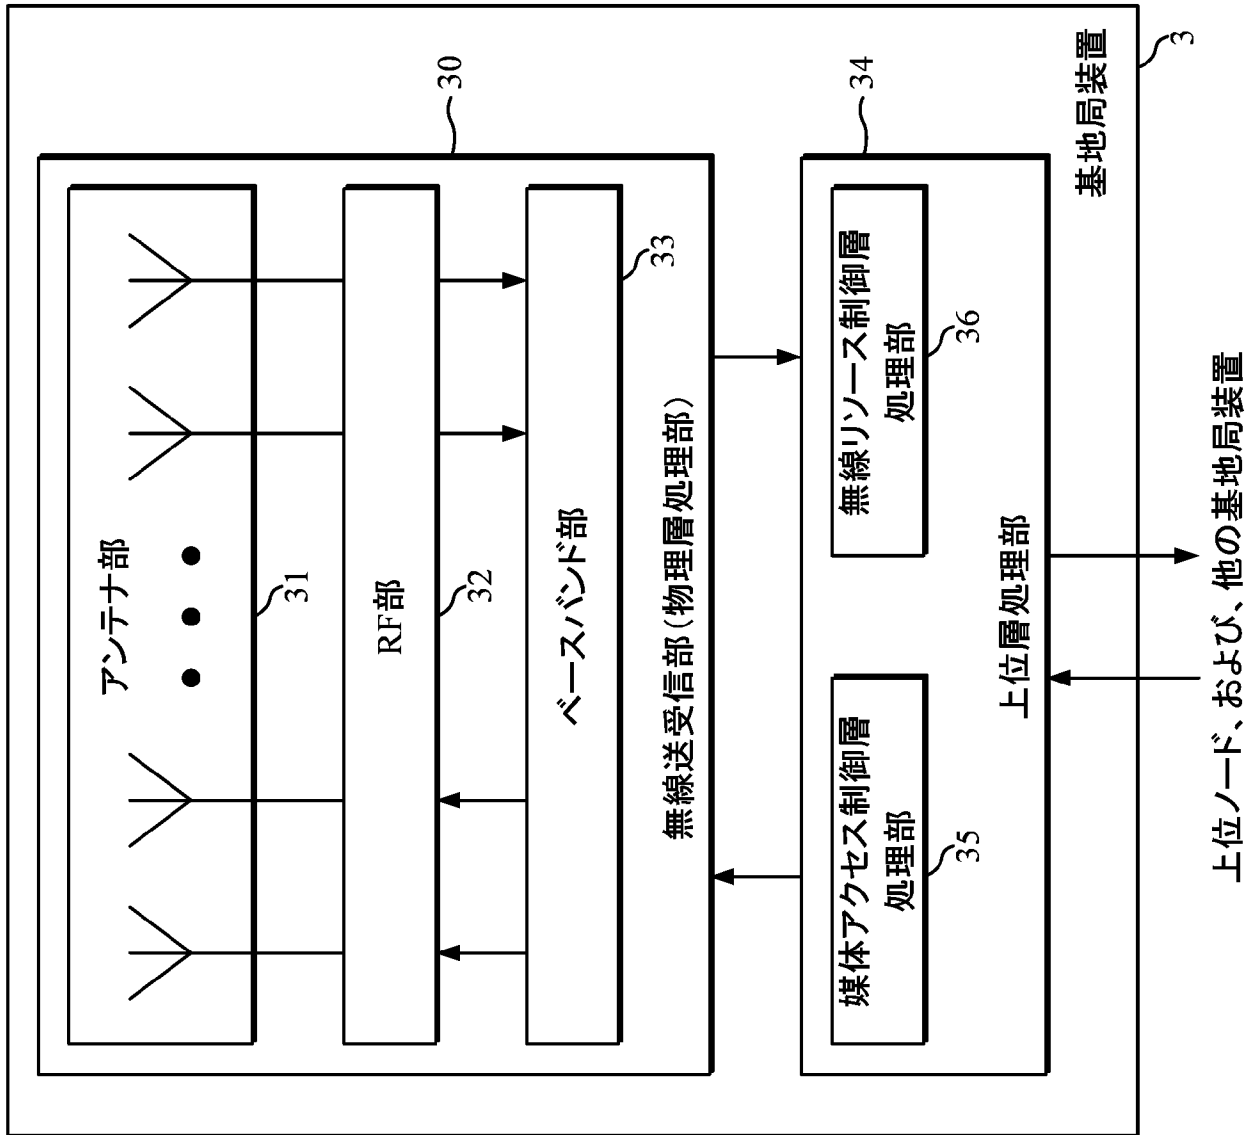 基地局装置
3
30
アンテナ部
31
RF部
32
ベースバンド部
33
無線送受信部(物理層処理部)
34
媒体アクセス制御層
処理部
35
無線リソース制御層
処理部
36
上位層処理部
上位ノード、および、他の基地局装置